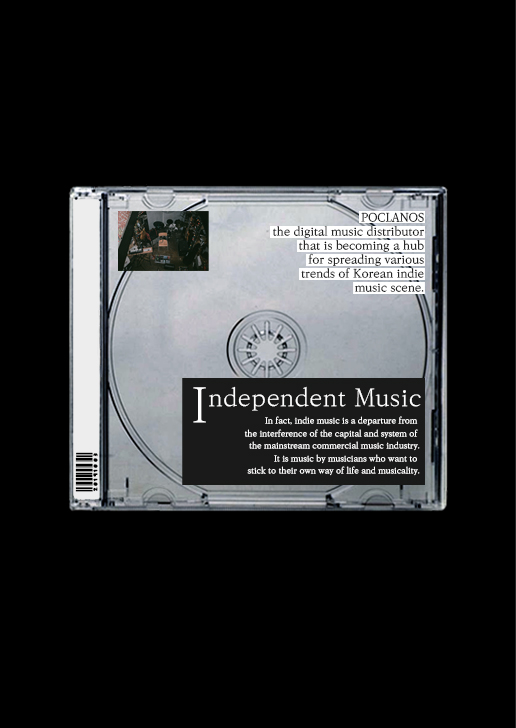 POCLANOS
the digital music distributor
that is becoming a hub
for spreading various
trends of Korean indie
music scene.
Independent Music
In fact, indie music is a departure from
the interference of the capital and system of
the mainstream commercial music industry.
It is music by musicians who want to
stick to their own way of life and musicality.